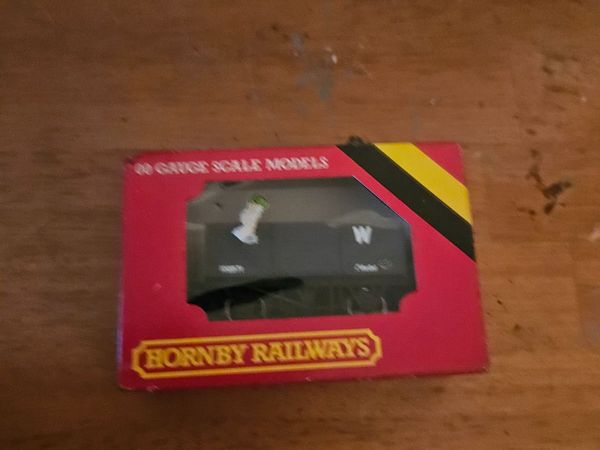 00 GAUGE SCALE MODELS
W
HORNBY RAILWAYS